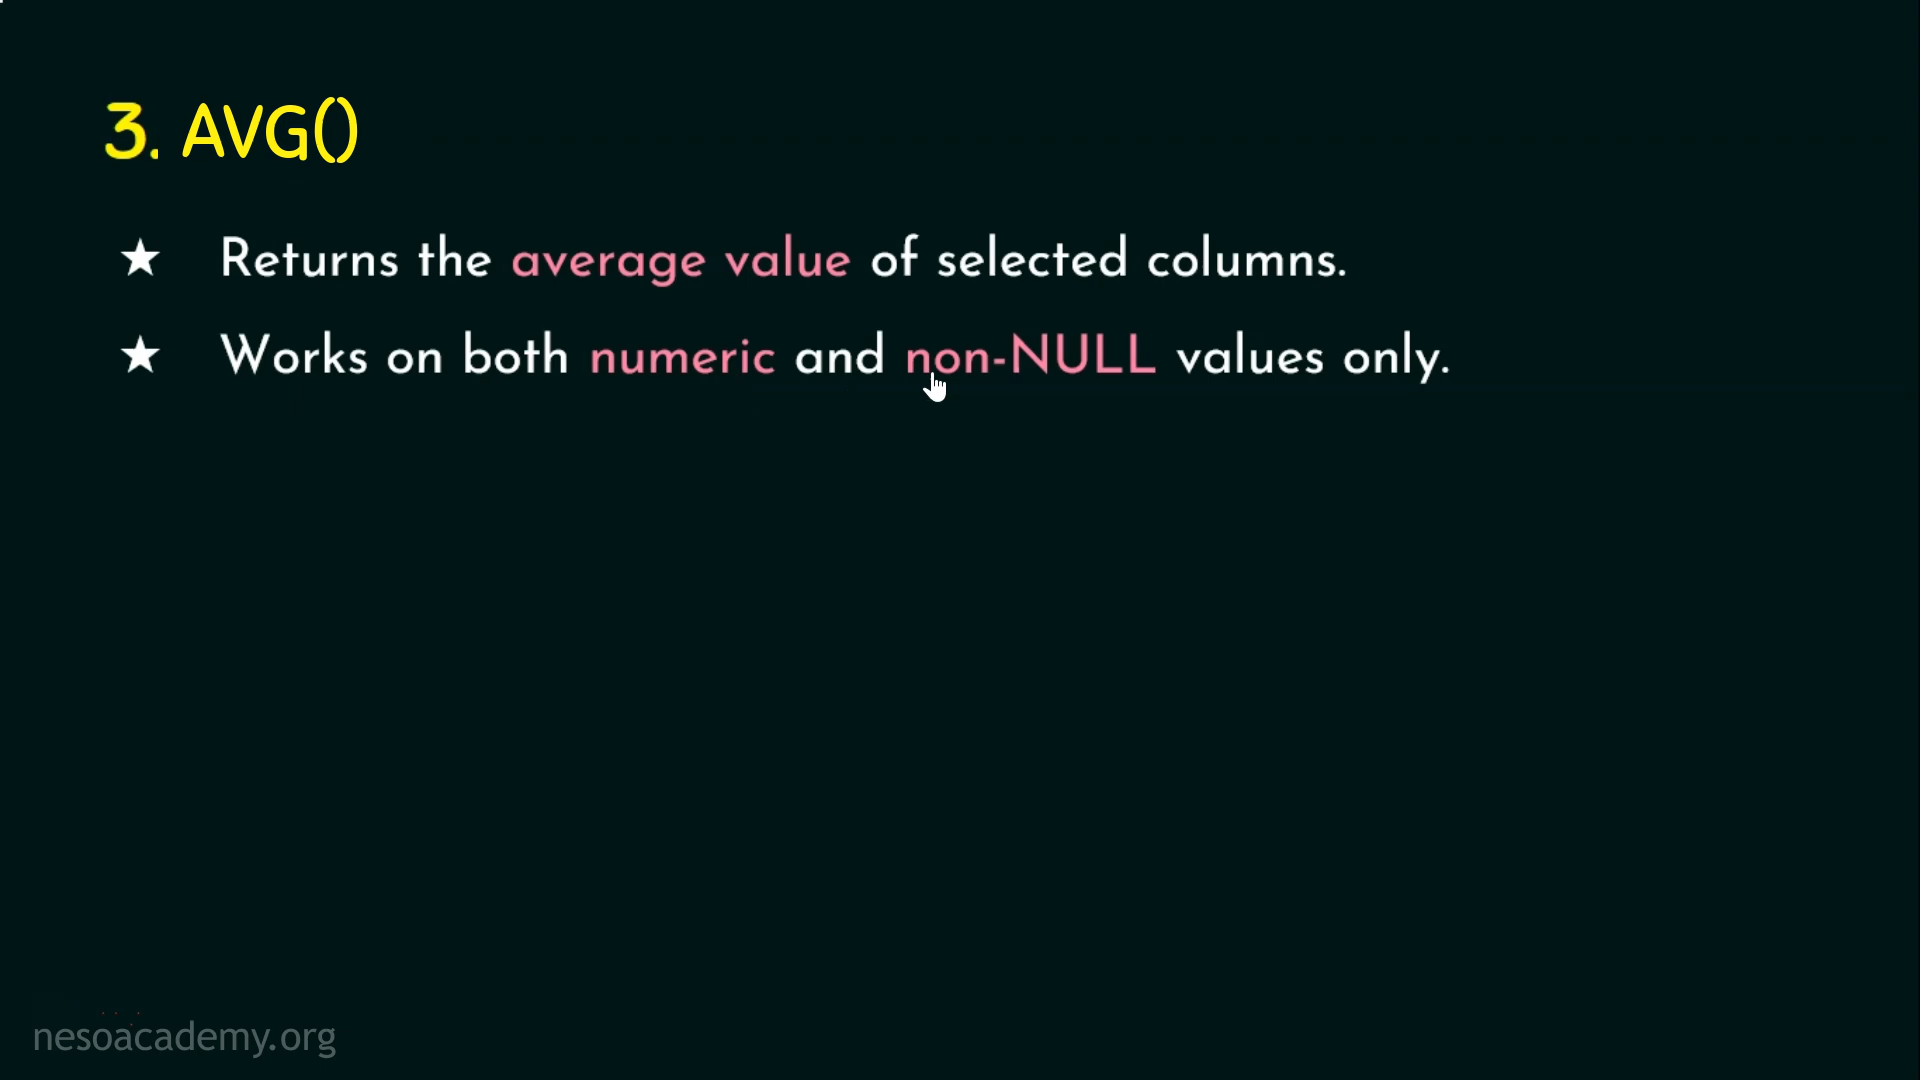 3. AVG()
★ Returns the average value of selected columns.
★ Works on both numeric and non-NULL values only.
nesoacademy.org